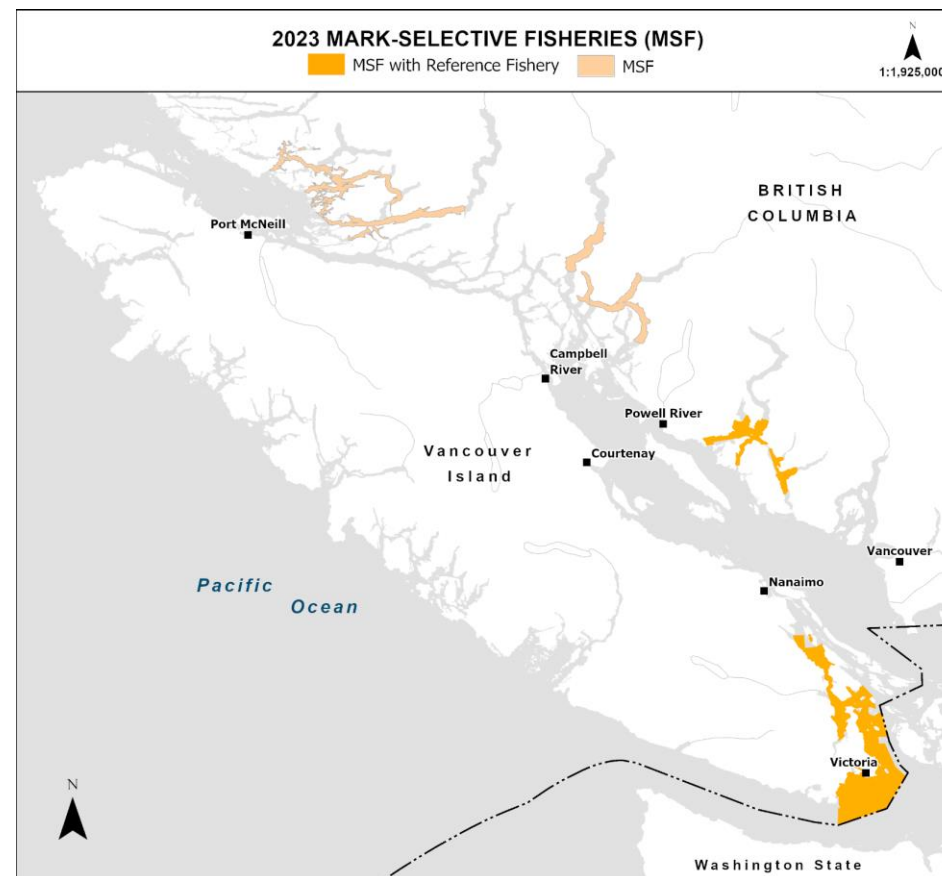 2023 MARK-SELECTIVE FISHERIES (MSF)
MSF with Reference Fishery
MSF
N
1:1,925,000
BRITISH
COLUMBIA
Port McNeill
Campbell
River
Powell River
Vancouver
Island
Courtenay
Vancouver
Pacific
Ocean
Nanaimo
Victoria
N
Washington State